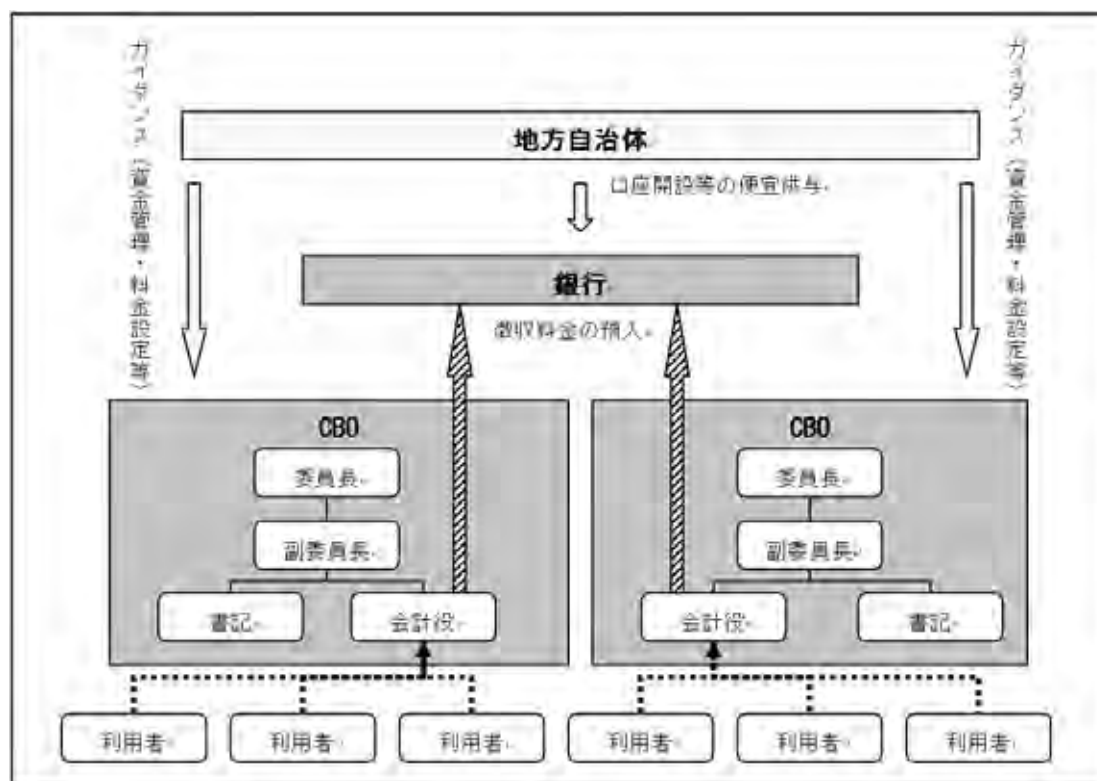 ガイダンス（資金管理・料金設定等）
ガイダンス（資金管理・料金設定等）
地方自治体
口座開設等の便宜供与
銀行
徴収料金の預入
CBO
CBO
委員長
委員長
副委員長
副委員長
書記
会計役
会計役
書記
利用者
利用者
利用者
利用者
利用者
利用者